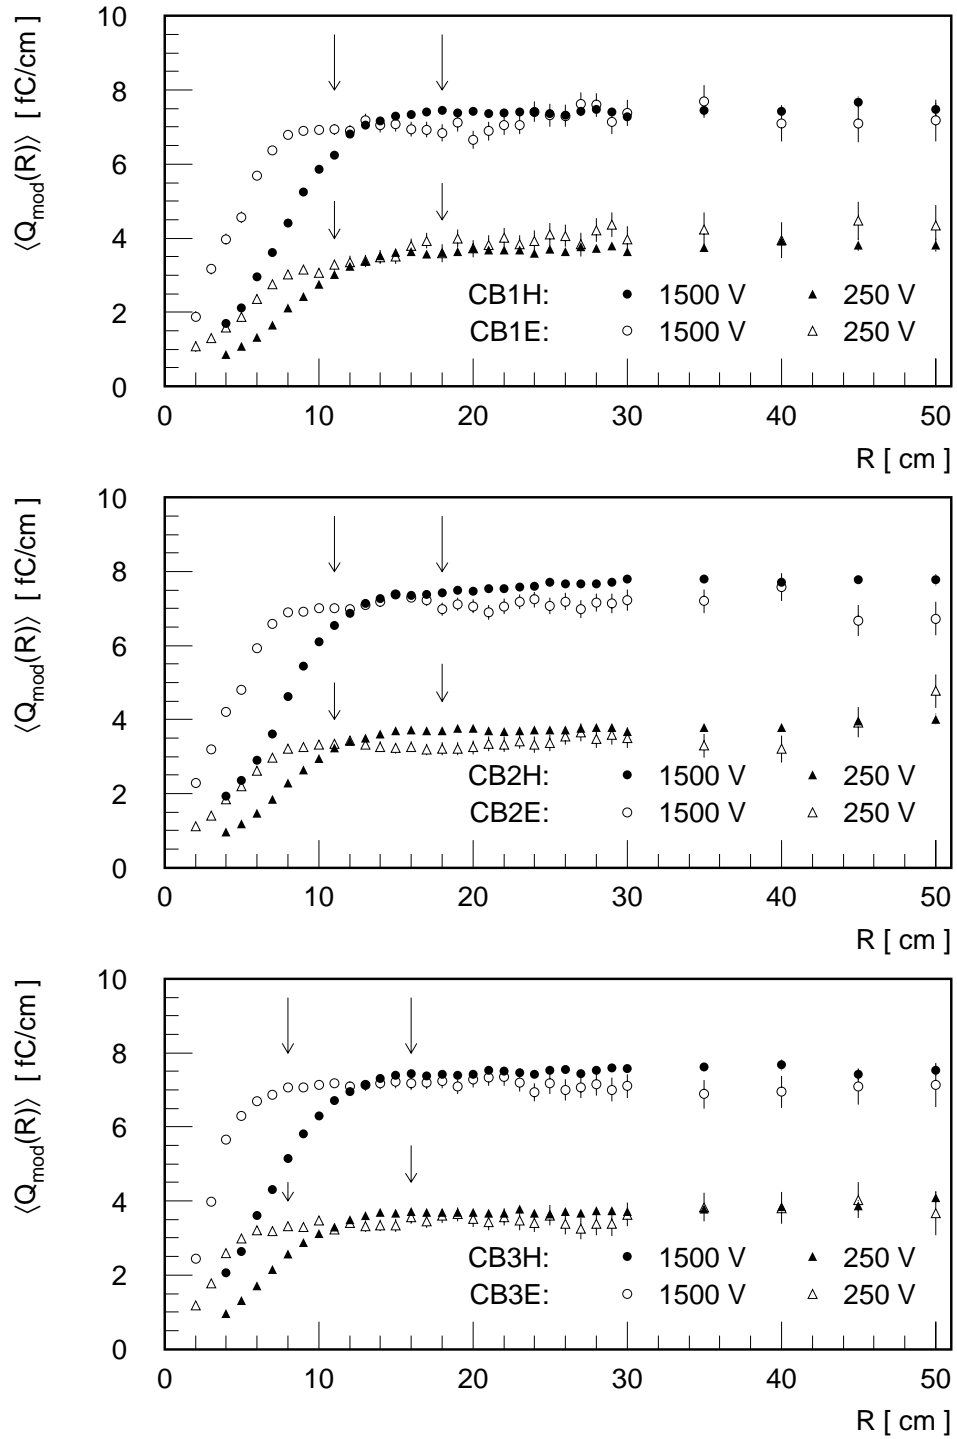 ⟨Q_mod(R)⟩ [ fC/cm ]
10
8
6
4
2
0
CB1H: ● 1500 V ▲ 250 V
CB1E: ○ 1500 V △ 250 V
0 10 20 30 40 50
R [ cm ]
⟨Q_mod(R)⟩ [ fC/cm ]
10
8
6
4
2
0
CB2H: ● 1500 V ▲ 250 V
CB2E: ○ 1500 V △ 250 V
0 10 20 30 40 50
R [ cm ]
⟨Q_mod(R)⟩ [ fC/cm ]
10
8
6
4
2
0
CB3H: ● 1500 V ▲ 250 V
CB3E: ○ 1500 V △ 250 V
0 10 20 30 40 50
R [ cm ]